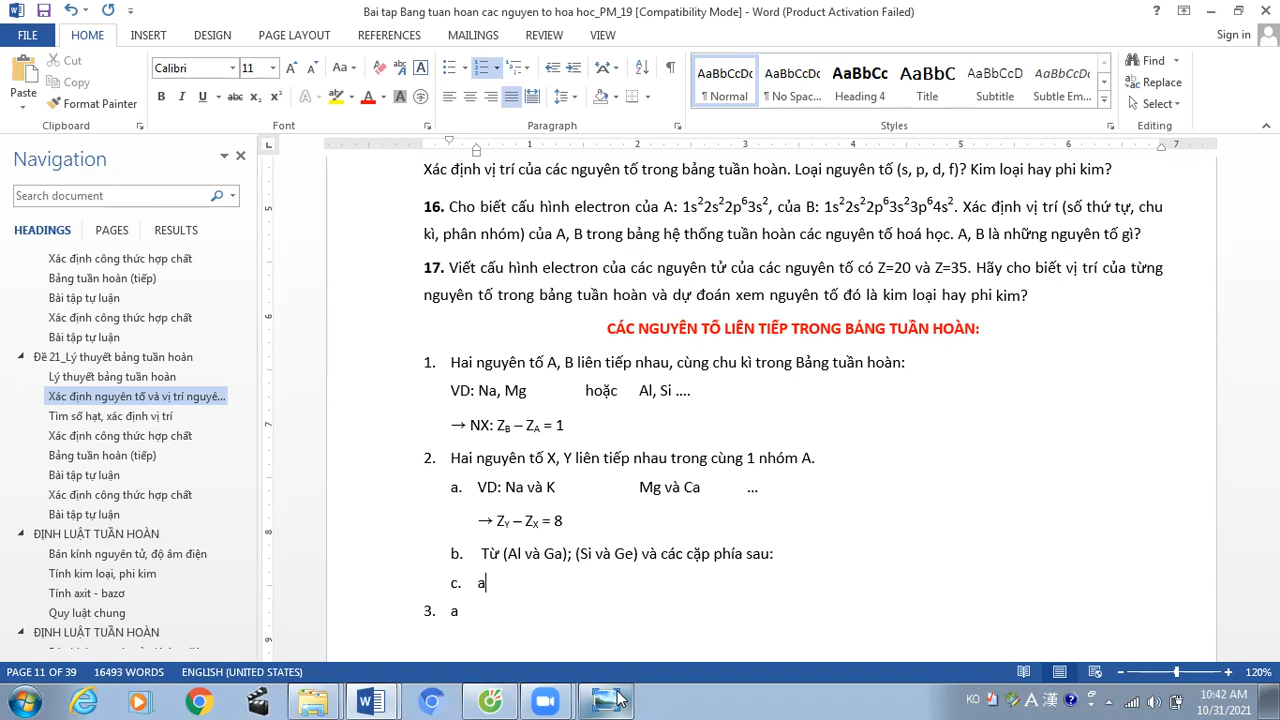 Bai tap Bang tuan hoan cac nguyen to hoa hoc_PM_19 [Compatibility Mode] - Word (Product Activation Failed)
FILE HOME INSERT DESIGN PAGE LAYOUT REFERENCES MAILINGS REVIEW VIEW Sign in
Paste Cut Copy Format Painter
Calibri 11
AaBbCcDc AaBbCcDc AaBbCc AaBbC AaBbCcD AaBbCcDc
¶ Normal ¶ No Spac... Heading 4 Title Subtitle Subtle Em...
Find Replace Select
Clipboard Font Paragraph Styles Editing
Navigation
Search document
HEADINGS PAGES RESULTS
Xác định công thức hợp chất
Bảng tuần hoàn (tiếp)
Bài tập tự luận
Xác định công thức hợp chất
Bài tập tự luận
Đề 21_Lý thuyết bảng tuần hoàn
Lý thuyết bảng tuần hoàn
Xác định nguyên tố và vị trí nguyê...
Tìm số hạt, xác định vị trí
Xác định công thức hợp chất
Bảng tuần hoàn (tiếp)
Bài tập tự luận
Xác định công thức hợp chất
Bài tập tự luận
ĐỊNH LUẬT TUẦN HOÀN
Bán kính nguyên tử, độ âm điện
Tính kim loại, phi kim
Tính axit - bazơ
Quy luật chung
ĐỊNH LUẬT TUẦN HOÀN
Xác định vị trí của các nguyên tố trong bảng tuần hoàn. Loại nguyên tố (s, p, d, f)? Kim loại hay phi kim?
16. Cho biết cấu hình electron của A: 1s²2s²2p⁶3s², của B: 1s²2s²2p⁶3s²3p⁶4s². Xác định vị trí (số thứ tự, chu
kì, phân nhóm) của A, B trong bảng hệ thống tuần hoàn các nguyên tố hoá học. A, B là những nguyên tố gì?
17. Viết cấu hình electron của các nguyên tử của các nguyên tố có Z=20 và Z=35. Hãy cho biết vị trí của từng
nguyên tố trong bảng tuần hoàn và dự đoán xem nguyên tố đó là kim loại hay phi kim?
CÁC NGUYÊN TỐ LIÊN TIẾP TRONG BẢNG TUẦN HOÀN:
1. Hai nguyên tố A, B liên tiếp nhau, cùng chu kì trong Bảng tuần hoàn:
VD: Na, Mg hoặc Al, Si ....
→ NX: Z_B – Z_A = 1
2. Hai nguyên tố X, Y liên tiếp nhau trong cùng 1 nhóm A.
a. VD: Na và K Mg và Ca ...
→ Z_Y – Z_X = 8
b. Từ (Al và Ga); (Si và Ge) và các cặp phía sau:
c. a
3. a
PAGE 11 OF 39 16493 WORDS ENGLISH (UNITED STATES) 120%
KO A 漢 10:42 AM
10/31/2021